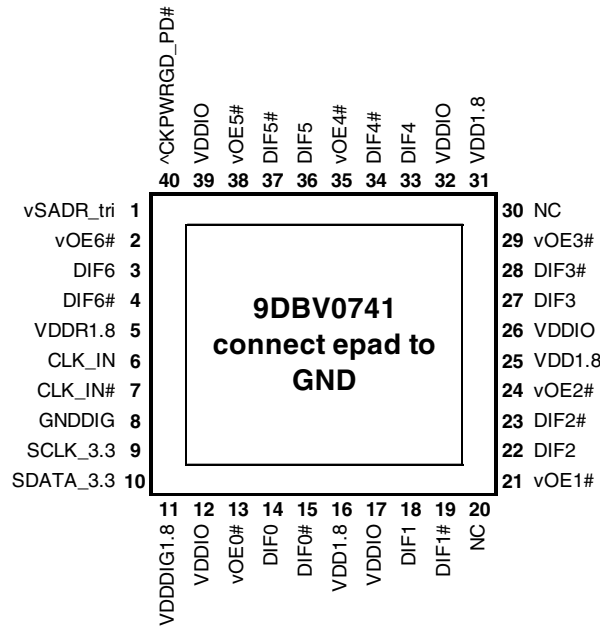 ^CKPWRGD_PD#
VDDIO
vOE5#
DIF5#
DIF5
vOE4#
DIF4#
DIF4
VDDIO
VDD1.8
40 39 38 37 36 35 34 33 32 31
vSADR_tri 1
vOE6# 2
DIF6 3
DIF6# 4
VDDR1.8 5
CLK_IN 6
CLK_IN# 7
GNDDIG 8
SCLK_3.3 9
SDATA_3.3 10
9DBV0741
connect epad to
GND
30 NC
29 vOE3#
28 DIF3#
27 DIF3
26 VDDIO
25 VDD1.8
24 vOE2#
23 DIF2#
22 DIF2
21 vOE1#
11 12 13 14 15 16 17 18 19 20
VDDDIG1.8
VDDIO
vOE0#
DIF0
DIF0#
VDD1.8
VDDIO
DIF1
DIF1#
NC